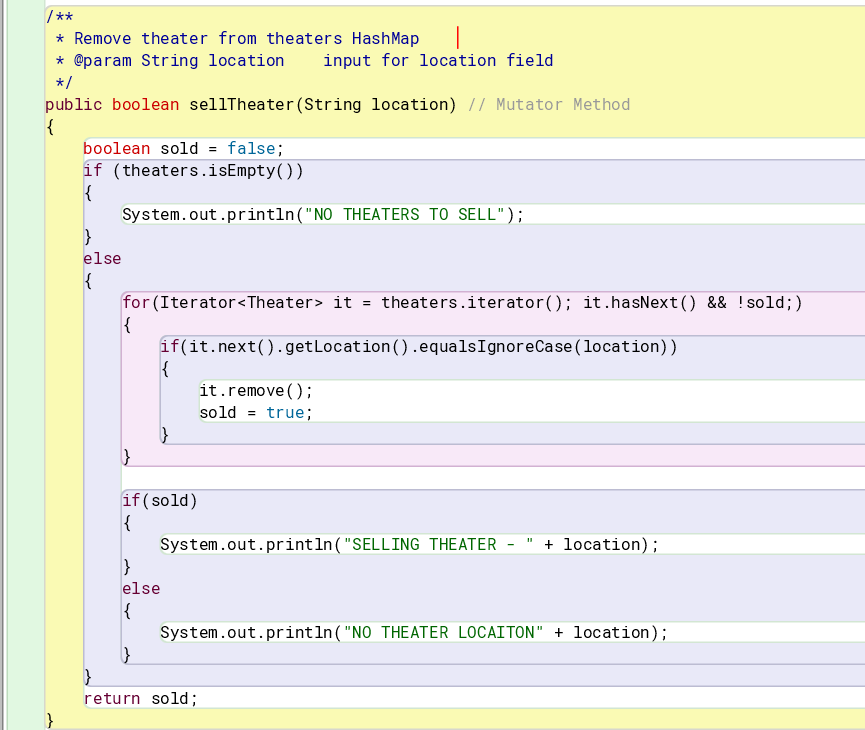 /**
 * Remove theater from theaters HashMap
 * @param String location    input for location field
 */
public boolean sellTheater(String location) // Mutator Method
{
    boolean sold = false;
    if (theaters.isEmpty())
    {
        System.out.println("NO THEATERS TO SELL");
    }
    else
    {
        for(Iterator<Theater> it = theaters.iterator(); it.hasNext() && !sold;)
        {
            if(it.next().getLocation().equalsIgnoreCase(location))
            {
                it.remove();
                sold = true;
            }
        }

        if(sold)
        {
            System.out.println("SELLING THEATER - " + location);
        }
        else
        {
            System.out.println("NO THEATER LOCAITON" + location);
        }
    }
    return sold;
}